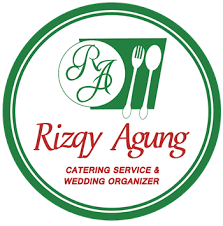 RA
Rizqy Agung
CATERING SERVICE &
WEDDING ORGANIZER